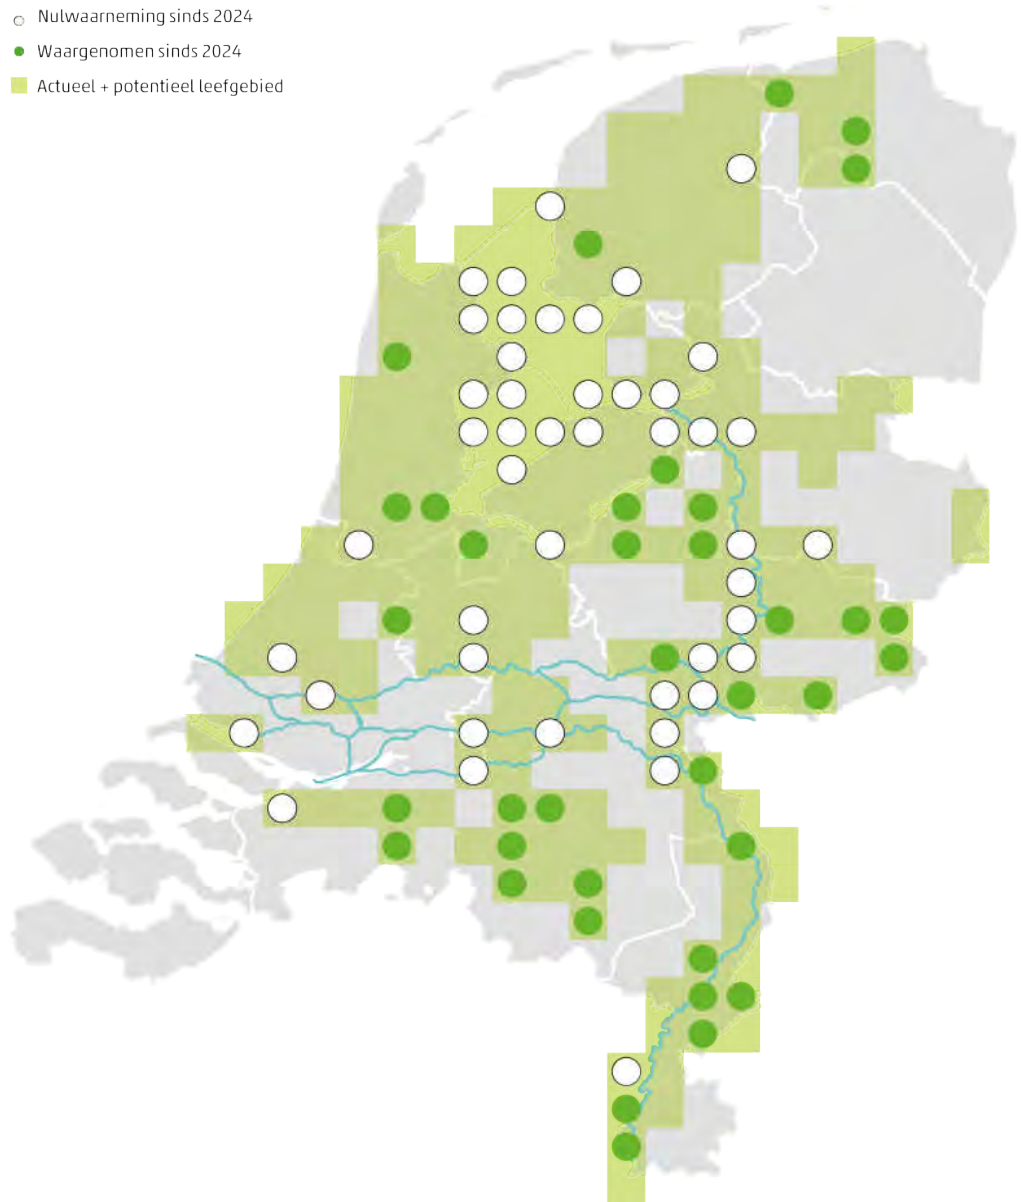 Nulwaarneming sinds 2024
Waargenomen sinds 2024
Actueel + potentieel leefgebied